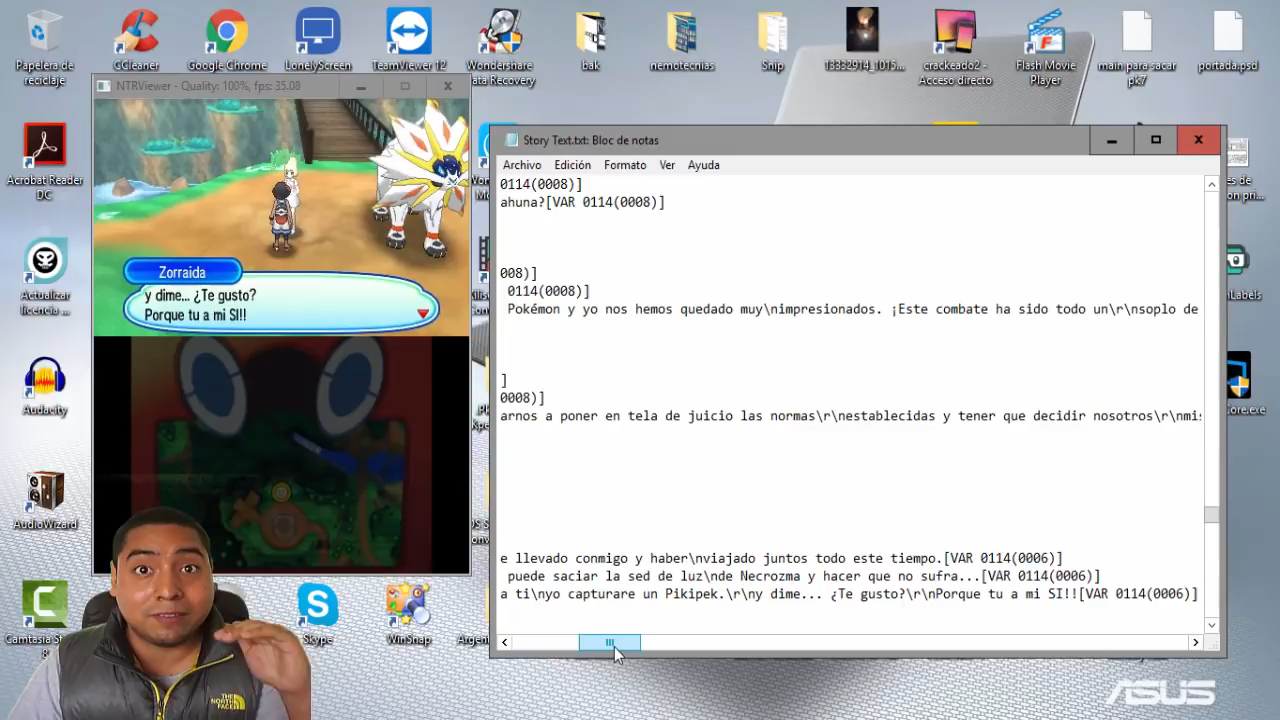 Papelera de
reciclaje
CCleaner
Google Chrome
LonelyScreen
TeamViewer 12
Wondershare
Data Recovery
bak
nemotecnias
Snip
13332914_1015...
crackeado2 -
Acceso directo
Flash Movie
Player
main para sacar
pk7
portada.psd
NTRViewer - Quality: 100%, fps: 35.08
Zorraida
y dime... ¿Te gusto?
Porque tu a mi SI!!
Story Text.txt: Bloc de notas
Archivo Edición Formato Ver Ayuda
0114(0008)]
ahuna?[VAR 0114(0008)]
008)]
0114(0008)]
Pokémon y yo nos hemos quedado muy\nimpresionados. ¡Este combate ha sido todo un\r\nsoplo de
]
0008)]
arnos a poner en tela de juicio las normas\r\nestablecidas y tener que decidir nosotros\r\nmis
e llevado conmigo y haber\nviajado juntos todo este tiempo.[VAR 0114(0006)]
puede saciar la sed de luz\nde Necrozma y hacer que no sufra...[VAR 0114(0006)]
a ti\nyo capturare un Pikipek.\r\ny dime... ¿Te gusto?\r\nPorque tu a mi SI!![VAR 0114(0006)]
Acrobat Reader
DC
Actualizar
licencia ...
Audacity
AudioWizard
Skype
WinSnap
ASUS
THE
NORTH
FACE